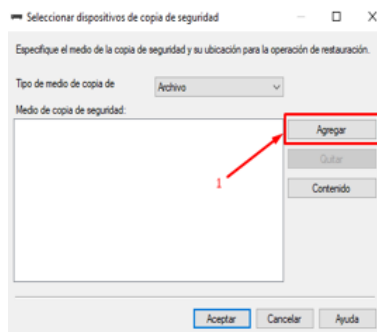 Seleccionar dispositivos de copia de seguridad
Especifique el medio de la copia de seguridad y su ubicación para la operación de restauración.
Tipo de medio de copia de
Archivo
Medio de copia de seguridad:
Agregar
Quitar
Contenido
1
Aceptar
Cancelar
Ayuda